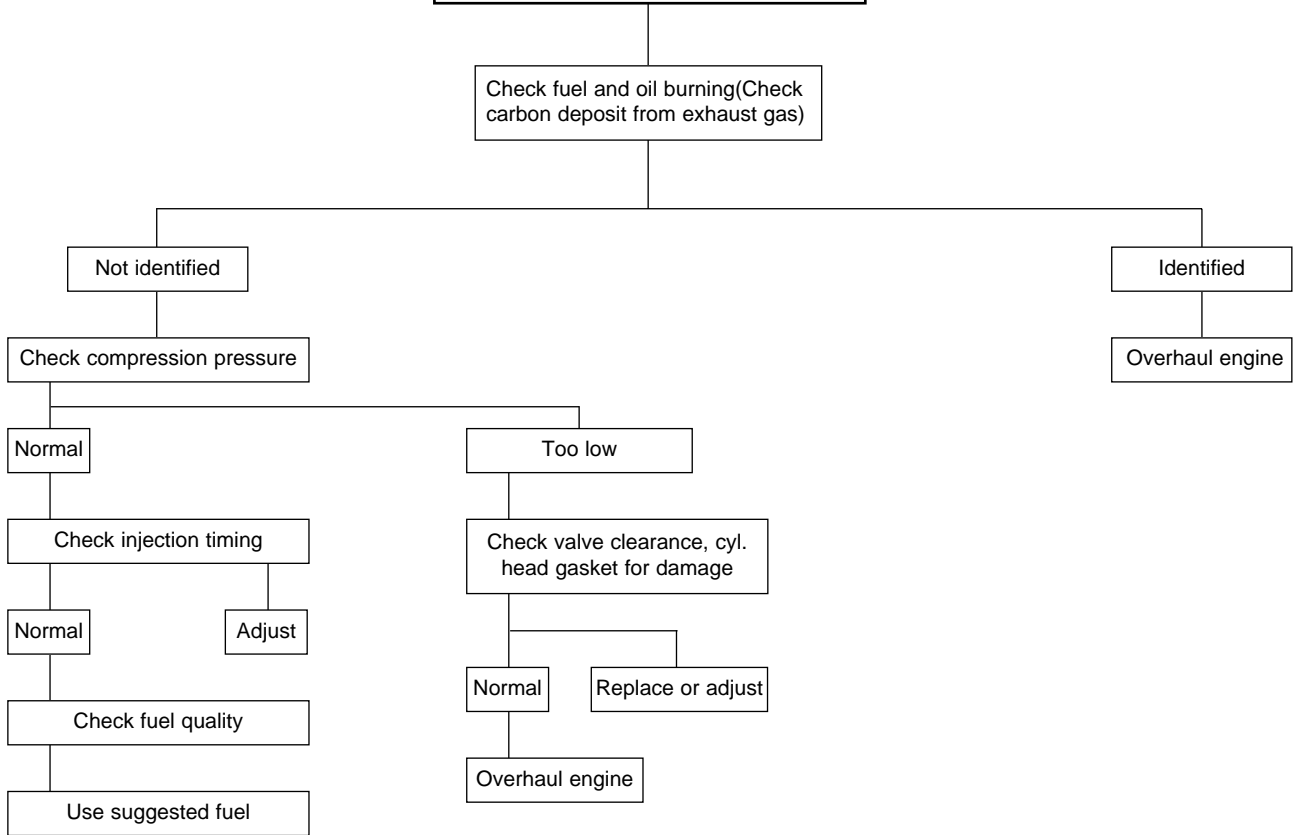 Check fuel and oil burning(Check
carbon deposit from exhaust gas)
Not identified
Identified
Check compression pressure
Overhaul engine
Normal
Too low
Check injection timing
Check valve clearance, cyl.
head gasket for damage
Normal
Adjust
Normal
Replace or adjust
Check fuel quality
Overhaul engine
Use suggested fuel